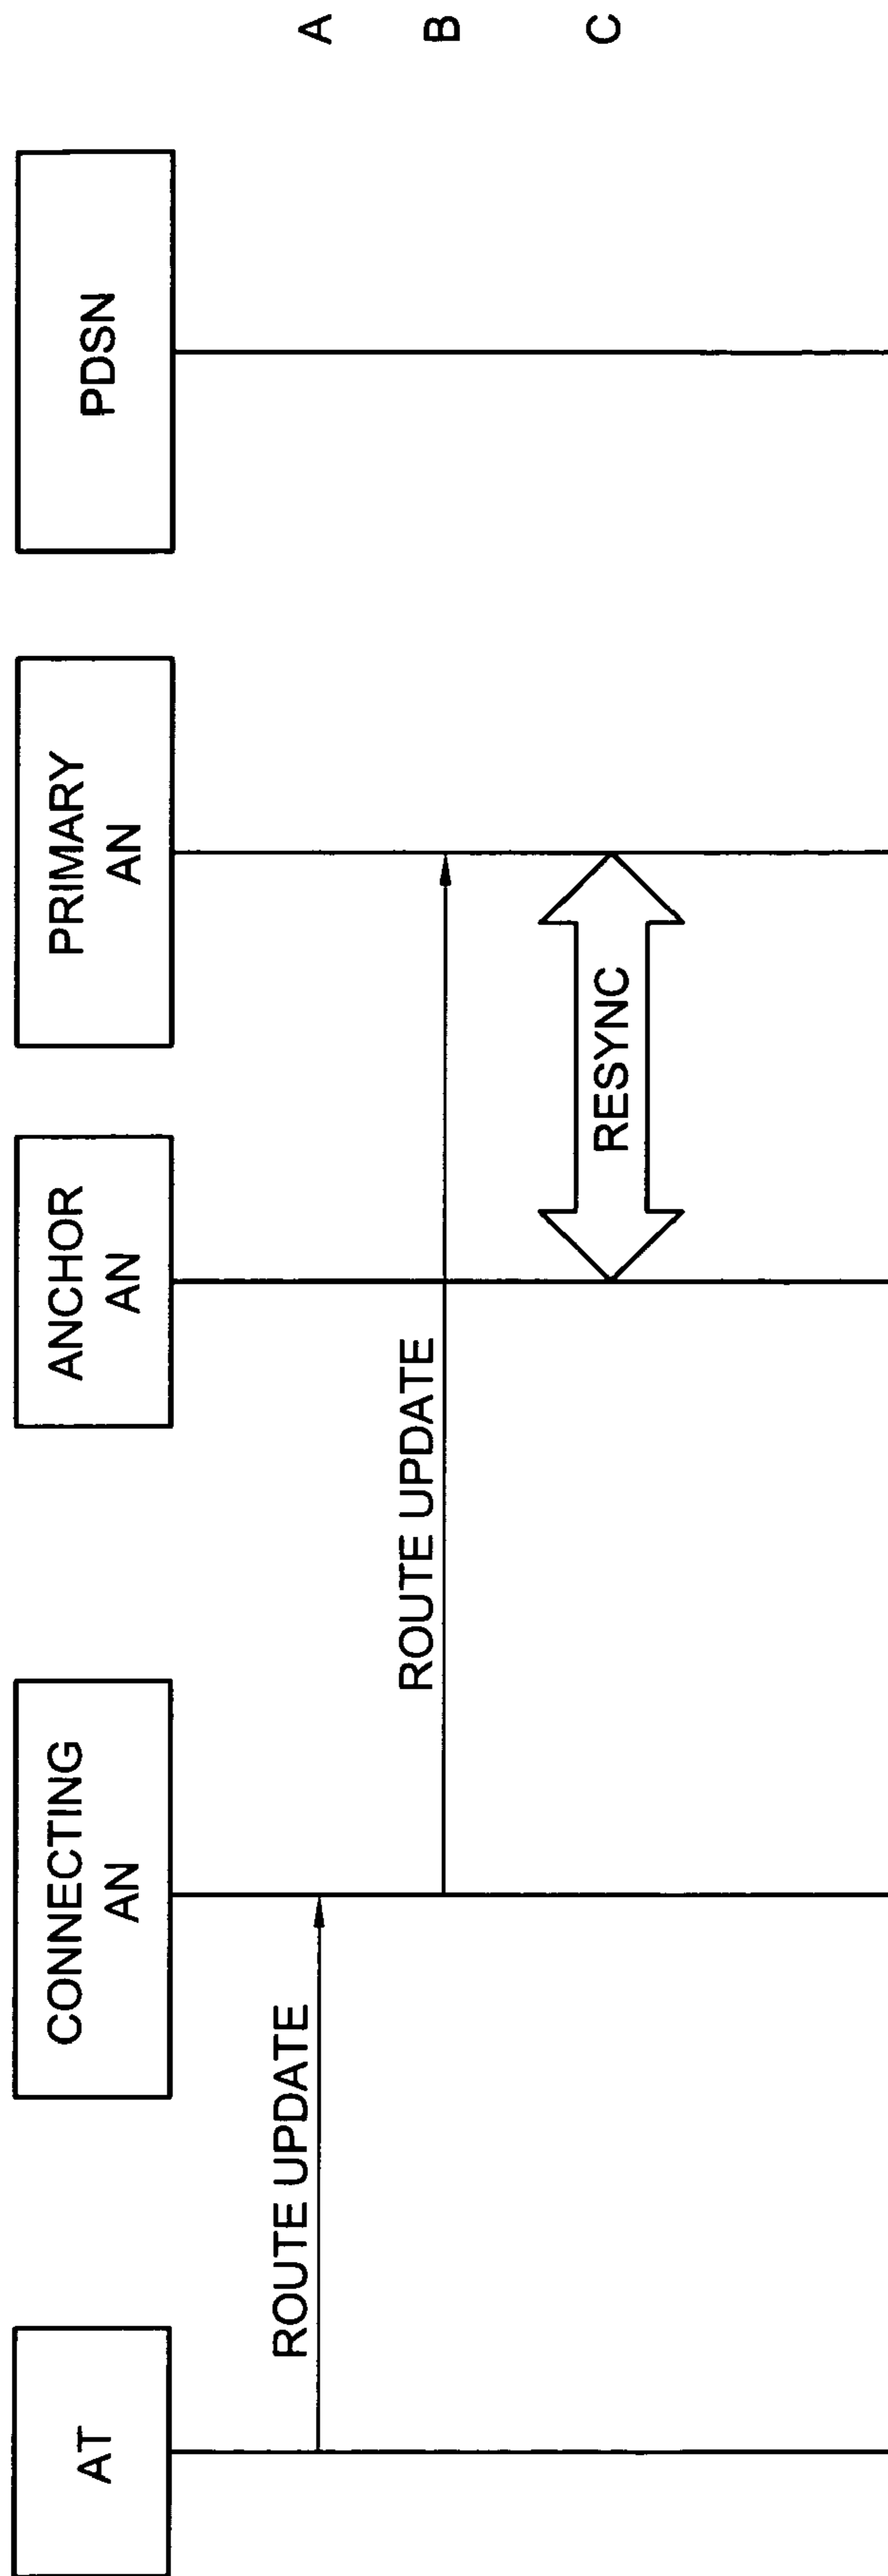 AT
CONNECTING
AN
ANCHOR
AN
PRIMARY
AN
PDSN
ROUTE UPDATE
A
ROUTE UPDATE
B
RESYNC
C